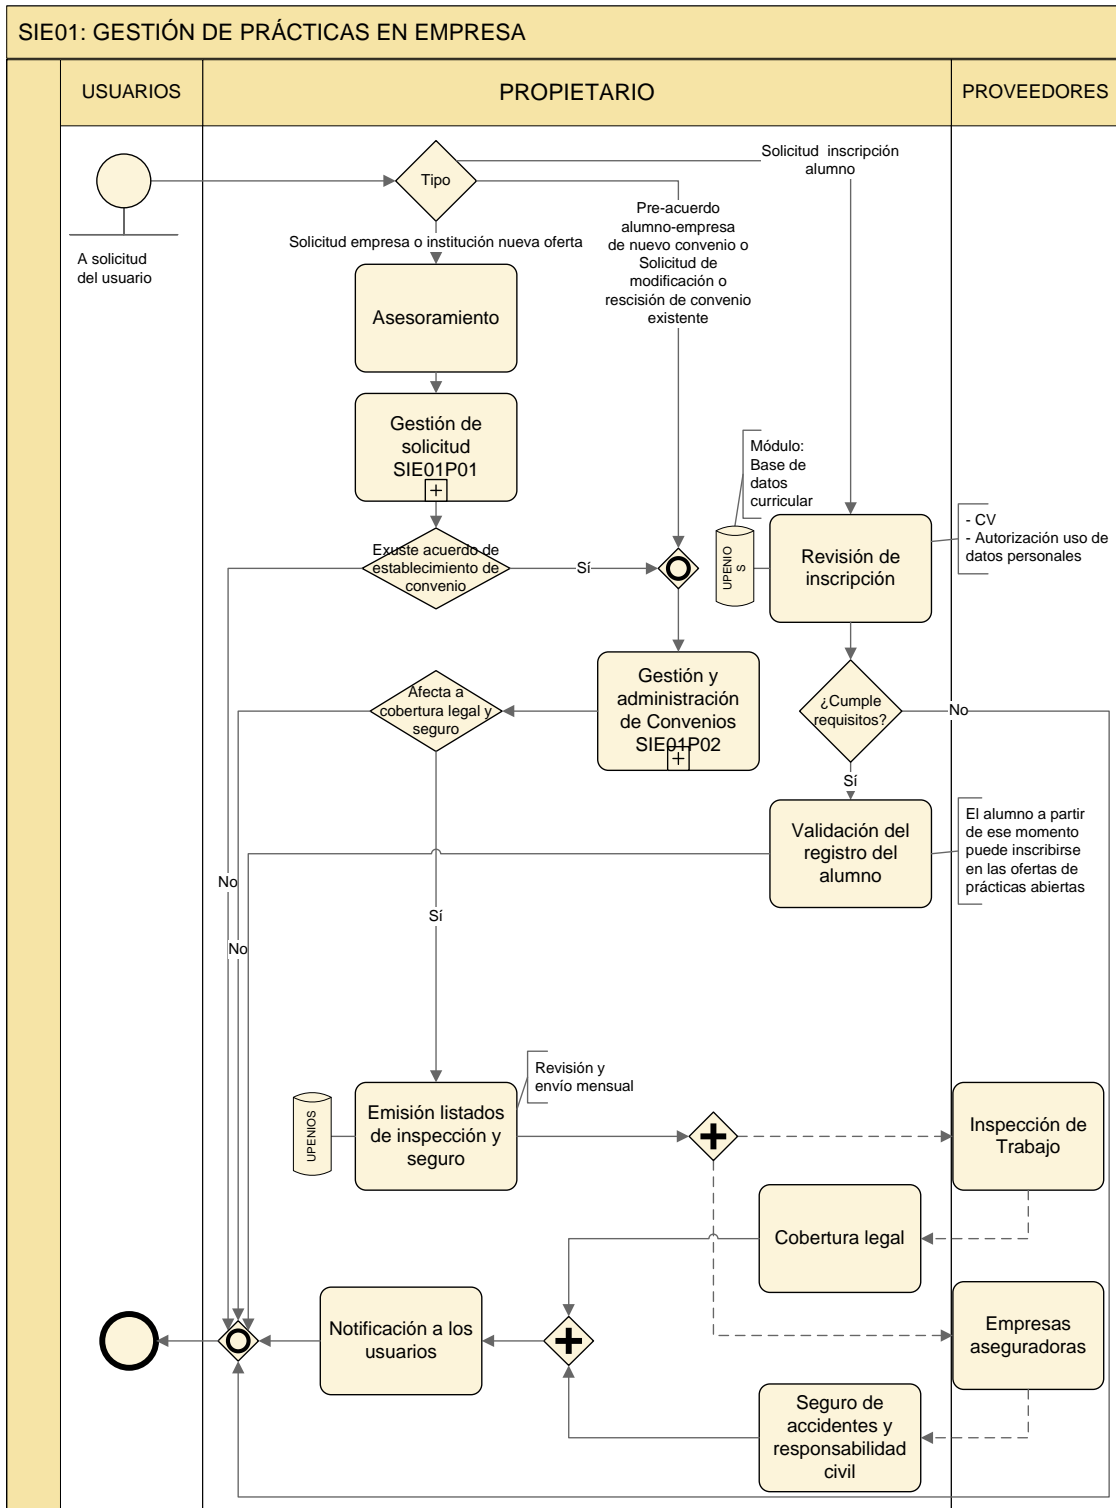 SIE01: GESTIÓN DE PRÁCTICAS EN EMPRESA
USUARIOS
PROPIETARIO
PROVEEDORES
A solicitud
del usuario
Tipo
Solicitud inscripción
alumno
Solicitud empresa o institución nueva oferta
Pre-acuerdo
alumno-empresa
de nuevo convenio o
Solicitud de
modificación o
rescisión de convenio
existente
Asesoramiento
Gestión de
solicitud
SIE01P01
Exuste acuerdo de
establecimiento de
convenio
Sí
Módulo:
Base de
datos
curricular
UPENIO
S
Revisión de
inscripción
- CV
- Autorización uso de
datos personales
Gestión y
administración
de Convenios
SIE01P02
Afecta a
cobertura legal y
seguro
¿Cumple
requisitos?
No
Sí
Validación del
registro del
alumno
El alumno a partir
de ese momento
puede inscribirse
en las ofertas de
prácticas abiertas
No
Sí
No
Revisión y
envío mensual
UPENIOS
Emisión listados
de inspección y
seguro
Inspección de
Trabajo
Cobertura legal
Notificación a los
usuarios
Empresas
aseguradoras
Seguro de
accidentes y
responsabilidad
civil